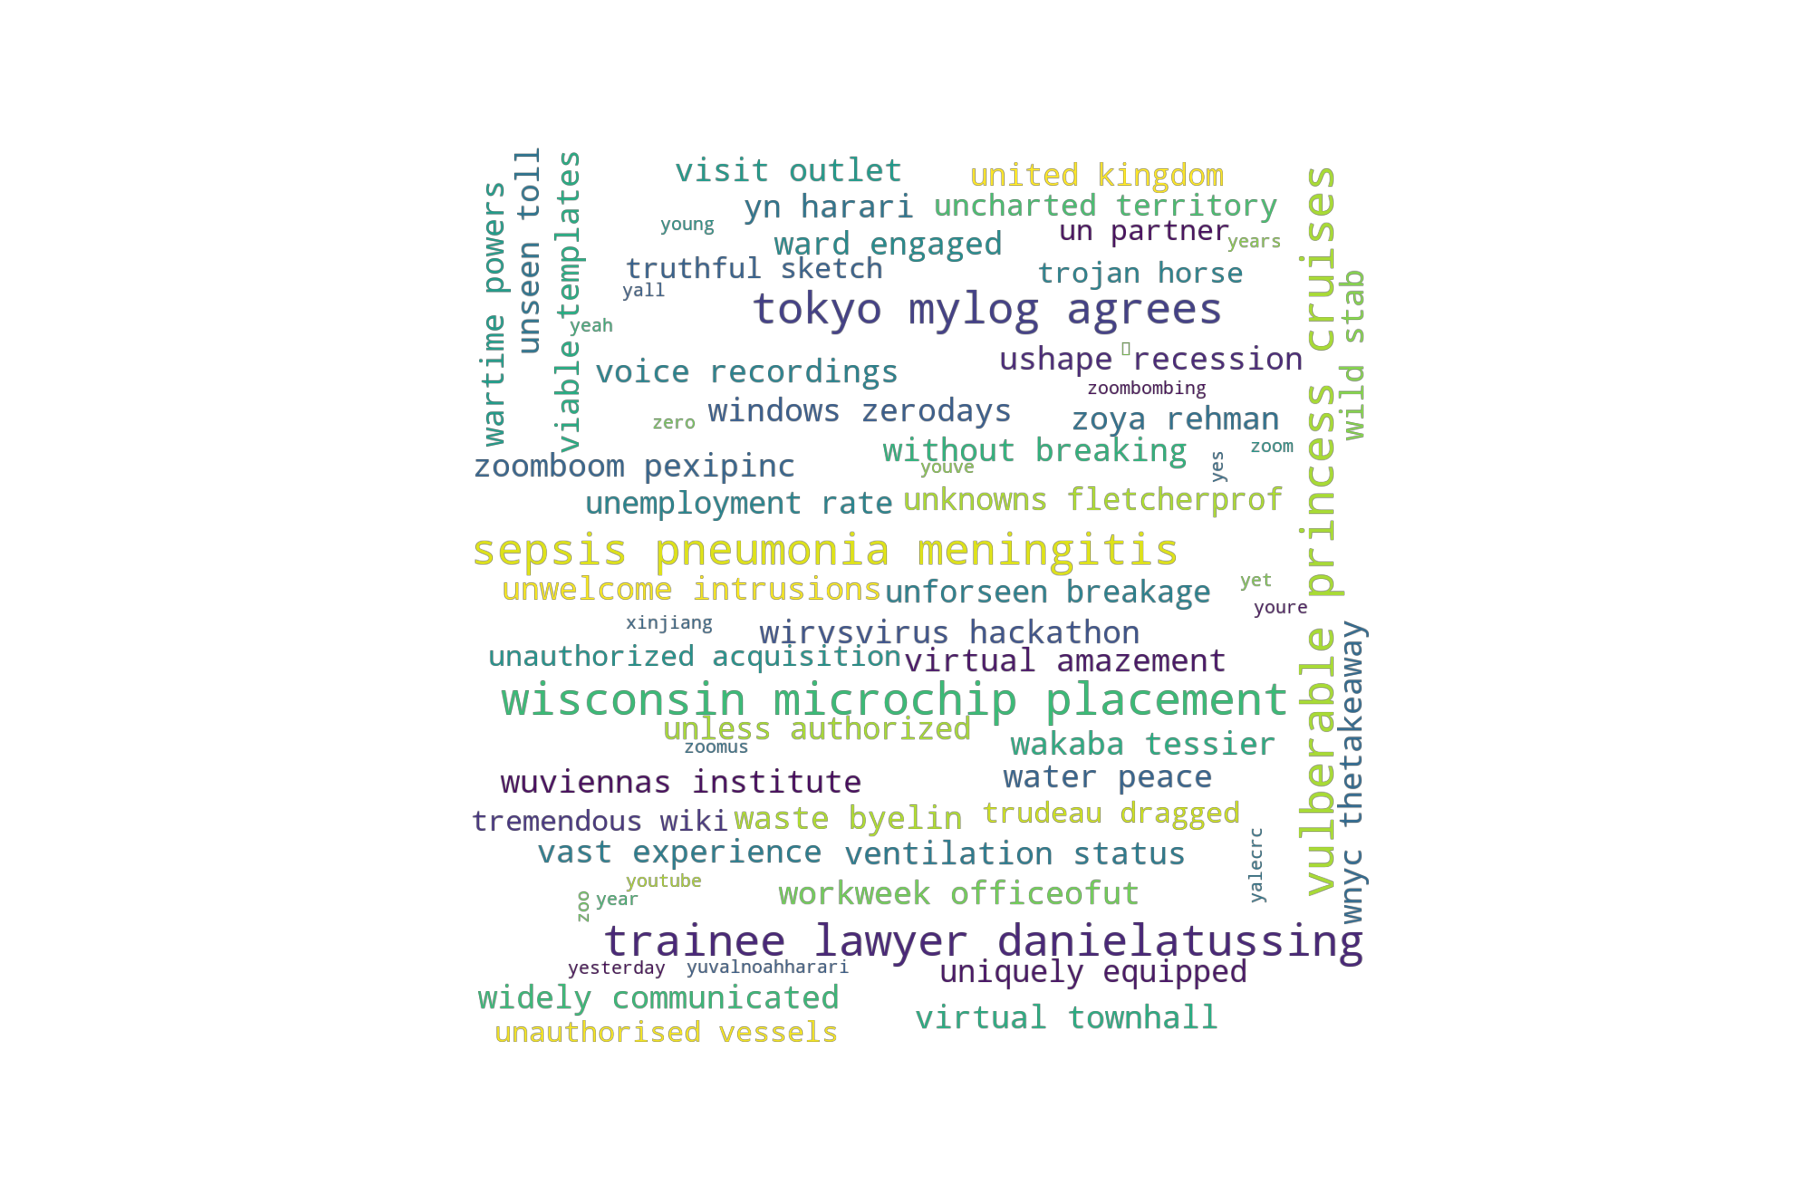 visit outlet
united kingdom
yn harari
uncharted territory
young
un partner
years
ward engaged
truthful sketch
trojan horse
yall
tokyo mylog agrees
yeah
wartime powers
unseen toll
viable templates
ushape recession
voice recordings
zoombombing
windows zerodays
zero
zoya rehman
without breaking
zoom
yes
youve
zoomboom pexipinc
unemployment rate
unknowns fletcherprof
vulberable princess cruises
wild stab
sepsis pneumonia meningitis
unwelcome intrusions
unforseen breakage
yet
youre
xinjiang
wirvsvirus hackathon
unauthorized acquisition
virtual amazement
wisconsin microchip placement
unless authorized
zoomus
wakaba tessier
wuviennas institute
water peace
wnyc thetakeaway
tremendous wiki
waste byelin
trudeau dragged
vast experience
ventilation status
yalecrc
youtube
zoo
year
workweek officeofut
trainee lawyer danielatussing
yesterday
yuvalnoahharari
uniquely equipped
widely communicated
virtual townhall
unauthorised vessels